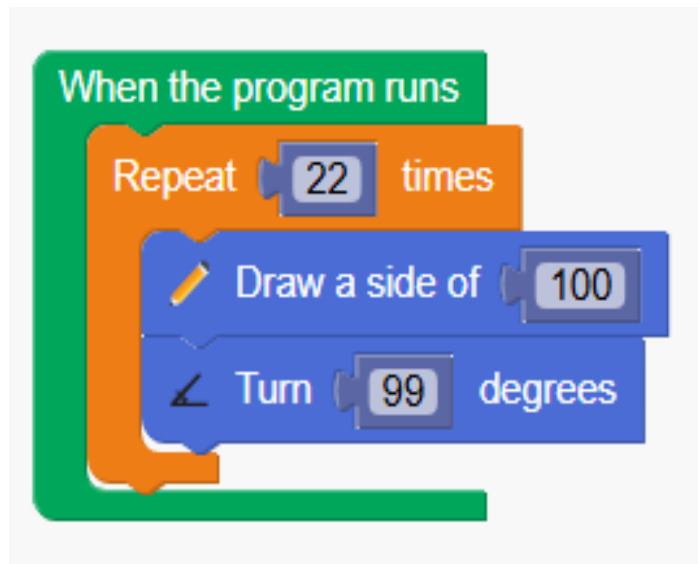 When the program runs
Repeat 22 times
Draw a side of 100
Turn 99 degrees